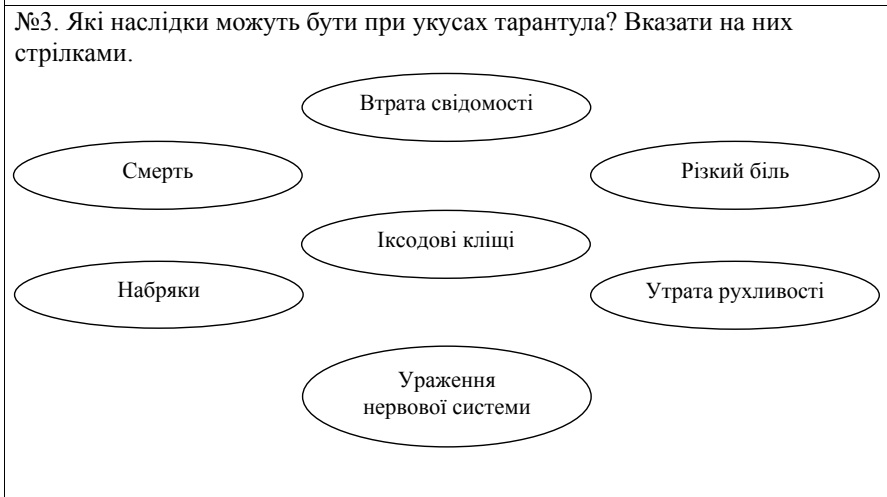 №3. Які наслідки можуть бути при укусах тарантула? Вказати на них
стрілками.
Втрата свідомості
Смерть
Різкий біль
Іксодові кліщі
Набряки
Утрата рухливості
Ураження
нервової системи